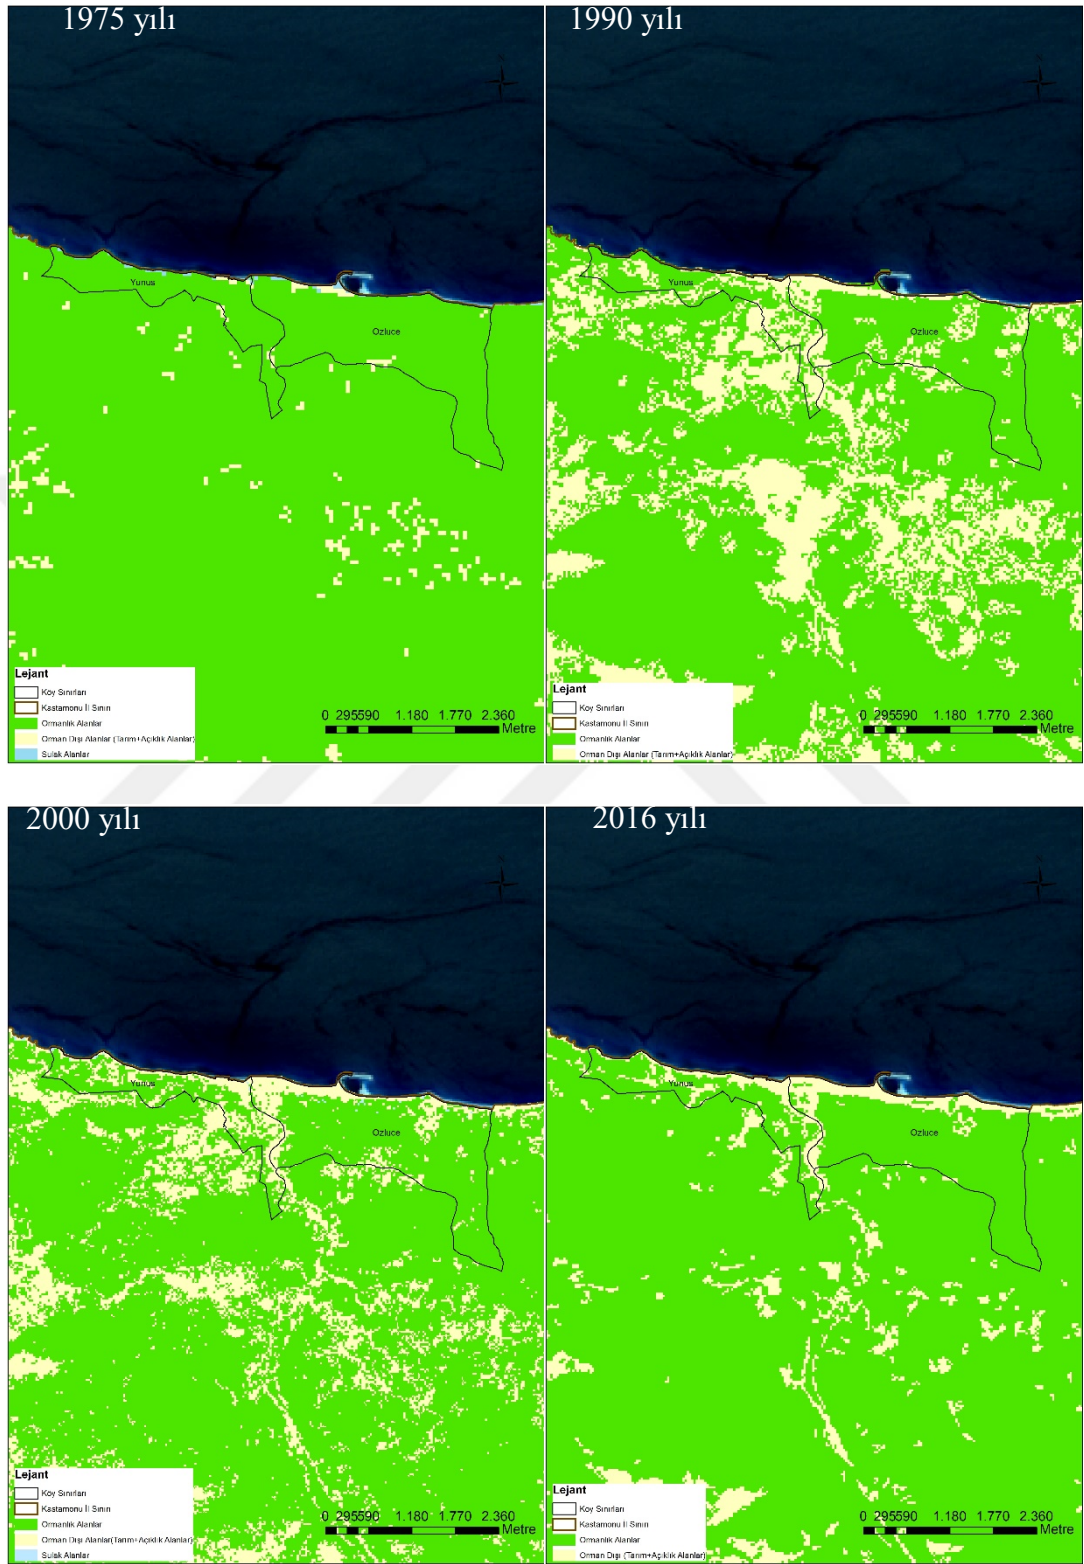 1975 yılı
1990 yılı
Yunus
Ozluce
Yunus
Ozluce
Lejant
Köy Sınırları
Kastamonu İl Sınırı
Ormanlık Alanlar
Orman Dışı Alanlar (Tarım+Açıklık Alanlar)
Sulak Alanlar
0 295590 1.180 1.770 2.360
Metre
Lejant
Köy Sınırları
Kastamonu İl Sınırı
Ormanlık Alanlar
Orman Dışı Alanlar (Tarım+Açıklık Alanlar)
0 295590 1.180 1.770 2.360
Metre
2000 yılı
2016 yılı
Yunus
Ozluce
Yunus
Ozluce
Lejant
Köy Sınırları
Kastamonu İl Sınırı
Ormanlık Alanlar
Orman Dışı Alanlar(Tarım+Açıklık Alanlar)
Sulak Alanlar
0 295590 1.180 1.770 2.360
Metre
Lejant
Köy Sınırları
Kastamonu İl Sınırı
Ormanlık Alanlar
Orman Dışı (Tarım+Açıklık Alanlar)
0 295590 1.180 1.770 2.360
Metre